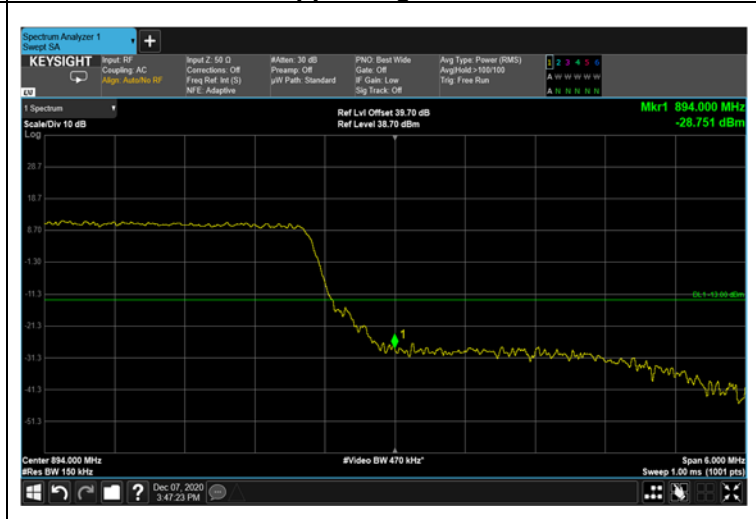 Spectrum Analyzer 1
Swept SA
+
KEYSIGHT
Input: RF
Coupling: AC
Align: Auto/No RF
Input Z: 50 Ω
Corrections: Off
Freq Ref: Int (S)
NFE: Adaptive
#Atten: 30 dB
Preamp: Off
µW Path: Standard
PNO: Best Wide
Gate: Off
IF Gain: Low
Sig Track: Off
Avg Type: Power (RMS)
Avg|Hold:>100/100
Trig: Free Run
1 2 3 4 5 6
A W W W W W
A N N N N N
1 Spectrum
Scale/Div 10 dB
Log
Ref Lvl Offset 39.70 dB
Ref Level 38.70 dBm
Mkr1 894.000 MHz
-28.751 dBm
28.7
18.7
8.70
-1.30
-11.3
DL1 -13.00 dBm
-21.3
1
-31.3
-41.3
-51.3
Center 894.000 MHz
#Video BW 470 kHz*
Span 6.000 MHz
#Res BW 150 kHz
Sweep 1.00 ms (1001 pts)
?
Dec 07, 2020
3:47:23 PM